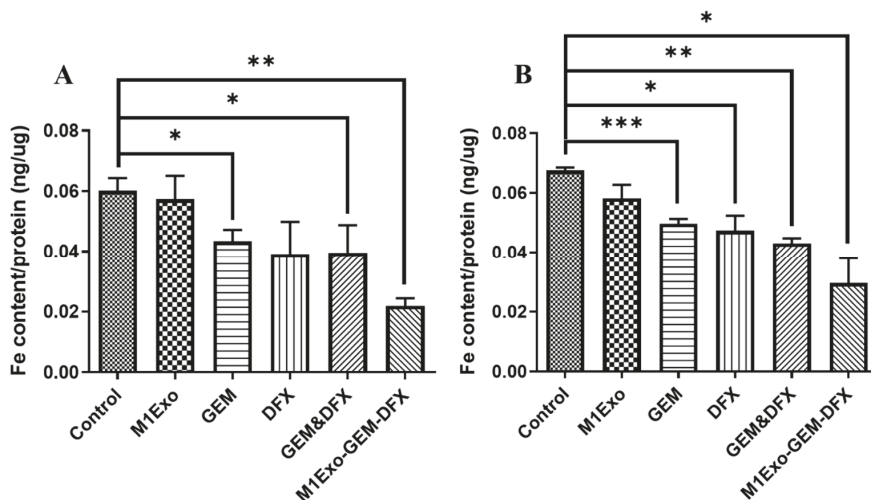 A
**
*
*
Fe content/protein (ng/ug)
0.08
0.06
0.04
0.02
0.00
Control
M1Exo
GEM
DFX
GEM&DFX
M1Exo-GEM-DFX
B
*
**
*
***
Fe content/protein (ng/ug)
0.08
0.06
0.04
0.02
0.00
Control
M1Exo
GEM
DFX
GEM&DFX
M1Exo-GEM-DFX